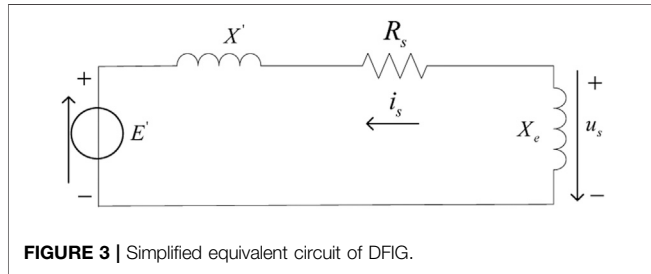 X'
R_s
+
i_s
+
E'
X_e
u_s
−
−
FIGURE 3 | Simplified equivalent circuit of DFIG.